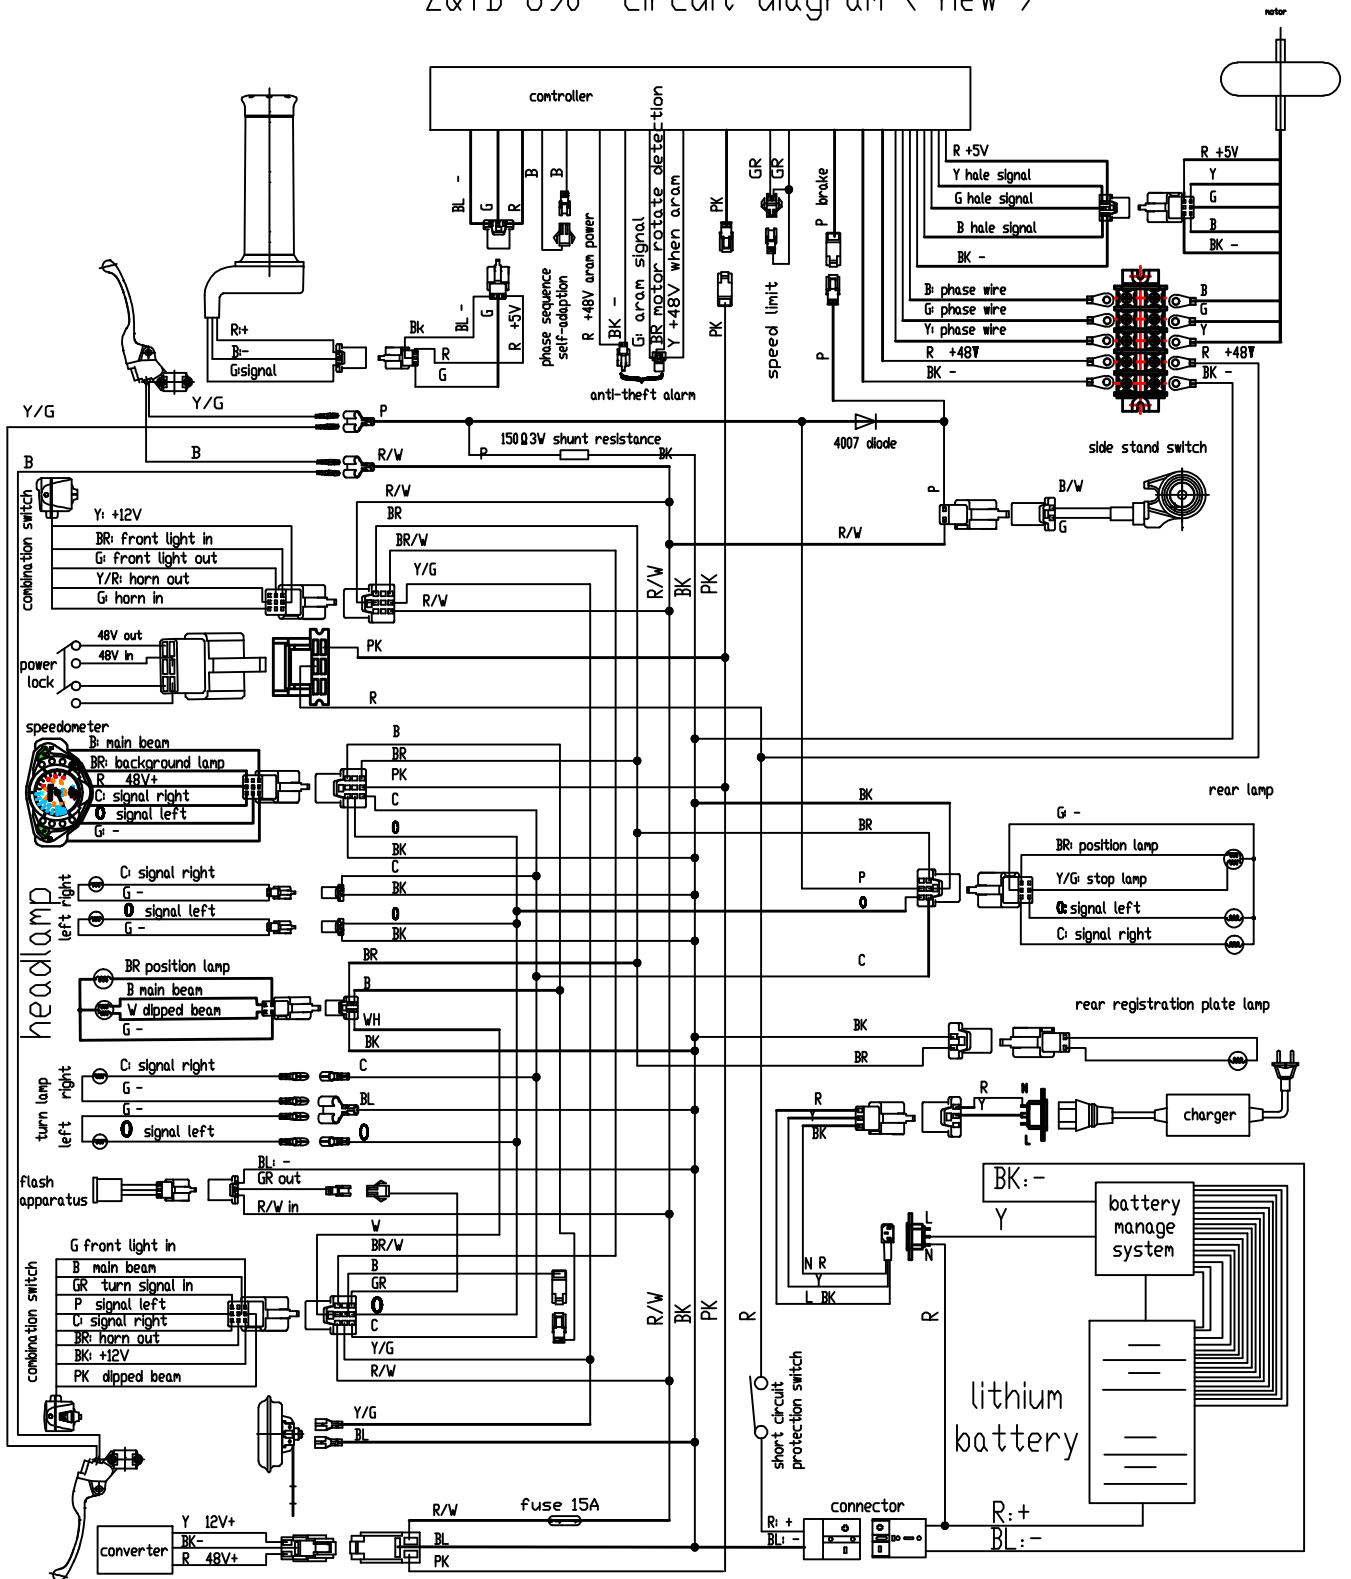 circuit diagram ( new )
motor
comtroller
BL -
G
R
B
B
R +48V aram power
BK -
G: aram signal
BR motor rotate detection
Y +48V when aram
PK
GR
GR
P brake
R +5V
Y hale signal
G hale signal
B hale signal
BK -
R +5V
Y
G
B
BK -
B: phase wire
G: phase wire
Y: phase wire
R +48V
BK -
B
G
Y
R +48V
BK -
phase sequence
self-adaption
speed limit
PK
P
anti-theft alarm
R:+
B:-
G:signal
Bk
R
G
BL -
G
R +5V
Y/G
Y/G
P
B
B
R/W
150Ω3W shunt resistance
P
BK
4007 diode
side stand switch
P
B/W
G
R/W
combination switch
Y: +12V
BR: front light in
G: front light out
Y/R: horn out
G: horn in
R/W
BR
BR/W
Y/G
R/W
R/W
BK
PK
power
lock
48V out
48V in
PK
R
speedometer
B: main beam
BR: background lamp
R 48V+
C: signal right
O signal left
G: -
B
BR
PK
C
O
BK
headlamp
right
left
C: signal right
G -
O signal left
G -
C
BK
O
BK
BR position lamp
B main beam
W dipped beam
G -
BR
B
WH
BK
BK
BR
P
O
C
rear lamp
G: -
BR: position lamp
Y/G: stop lamp
O:signal left
C: signal right
rear registration plate lamp
BK
BR
turn lamp
right
left
C: signal right
G -
G -
O signal left
C
BL
O
R
Y
BK
R
Y
N
L
charger
flash
apparatus
BL: -
GR out
R/W in
BK:-
Y
battery
manage
system
L
N
N R
Y
L BK
combination switch
G front light in
B main beam
GR turn signal in
P signal left
C: signal right
BR: horn out
BK: +12V
PK dipped beam
W
BR/W
B
GR
O
C
Y/G
R/W
R/W
BK
PK
R
R
short circuit
protection switch
lithium
battery
Y/G
BL
converter
Y 12V+
BK-
R 48V+
R/W
BL
PK
fuse 15A
connector
R: +
BL: -
R:+
BL:-